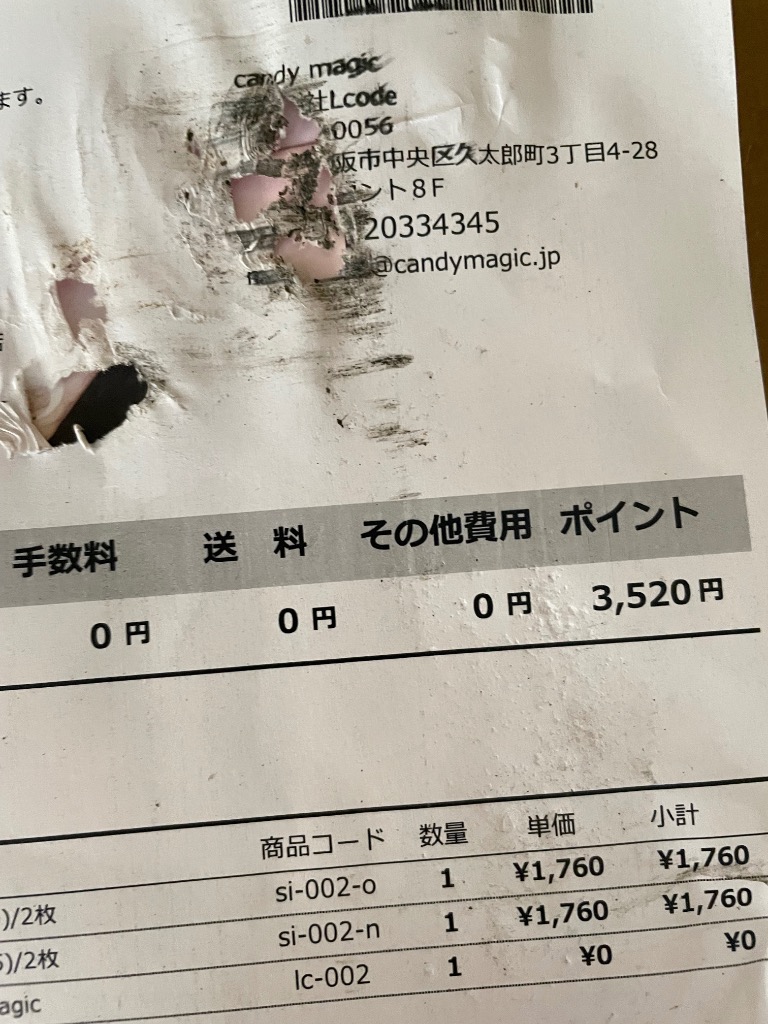 ます。
candy magic
社Lcode
0056
阪市中央区久太郎町3丁目4-28
ント8F
20334345
@candymagic.jp
手数料 送 料 その他費用 ポイント
0 円 0 円 0 円 3,520 円
商品コード 数量 単価 小計
)/2枚 si-002-o 1 ¥1,760 ¥1,760
)/2枚 si-002-n 1 ¥1,760 ¥1,760
agic lc-002 1 ¥0 ¥0